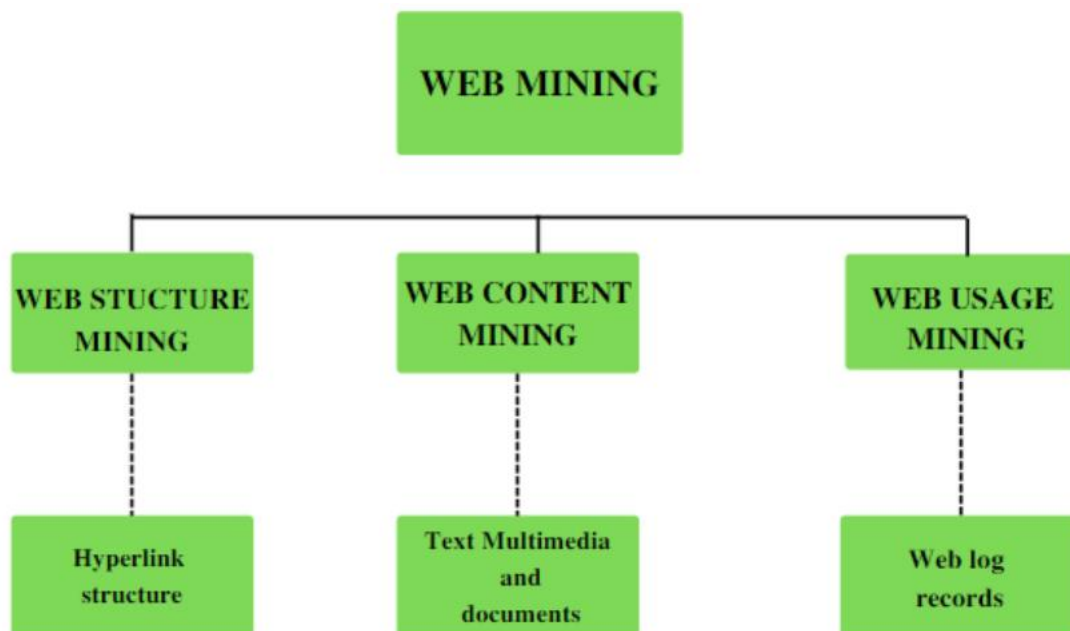 WEB MINING
WEB STUCTURE
MINING
WEB CONTENT
MINING
WEB USAGE
MINING
Hyperlink
structure
Text Multimedia
and
documents
Web log
records